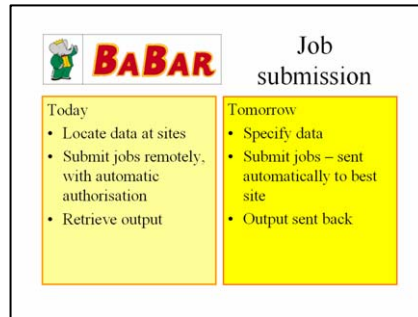 BABAR
Job
submission
Today
• Locate data at sites
• Submit jobs remotely,
with automatic
authorisation
• Retrieve output
Tomorrow
• Specify data
• Submit jobs – sent
automatically to best
site
• Output sent back